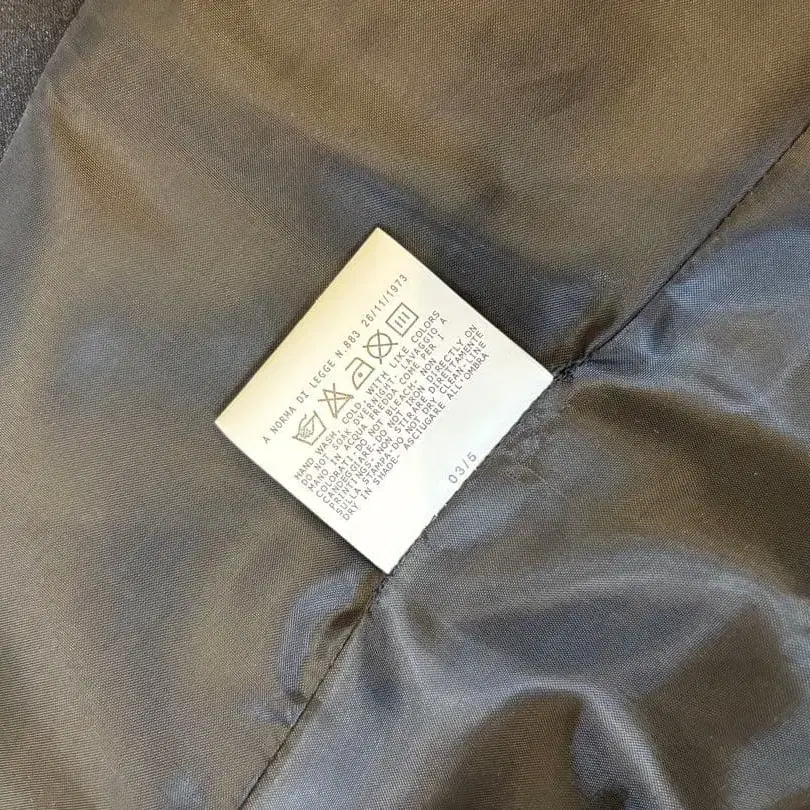 A NORMA DI LEGGE N.883 26/11/1973
HAND WASH COLD, WITH LIKE COLORS
DO NOT SOAK OVERNIGHT. LAVAGGIO A
MANO IN ACQUA FREDDA COME PER I
COLORATI-DO NOT BLEACH- NON
CANDEGGIARE-DO NOT IRON DIRECTLY ON
PRINTINGS-NON STIRARE DIRETTAMENTE
SULLA STAMPA-DO NOT DRY CLEAN-LINE
DRY IN SHADE- ASCIUGARE ALL'OMBRA
03/5